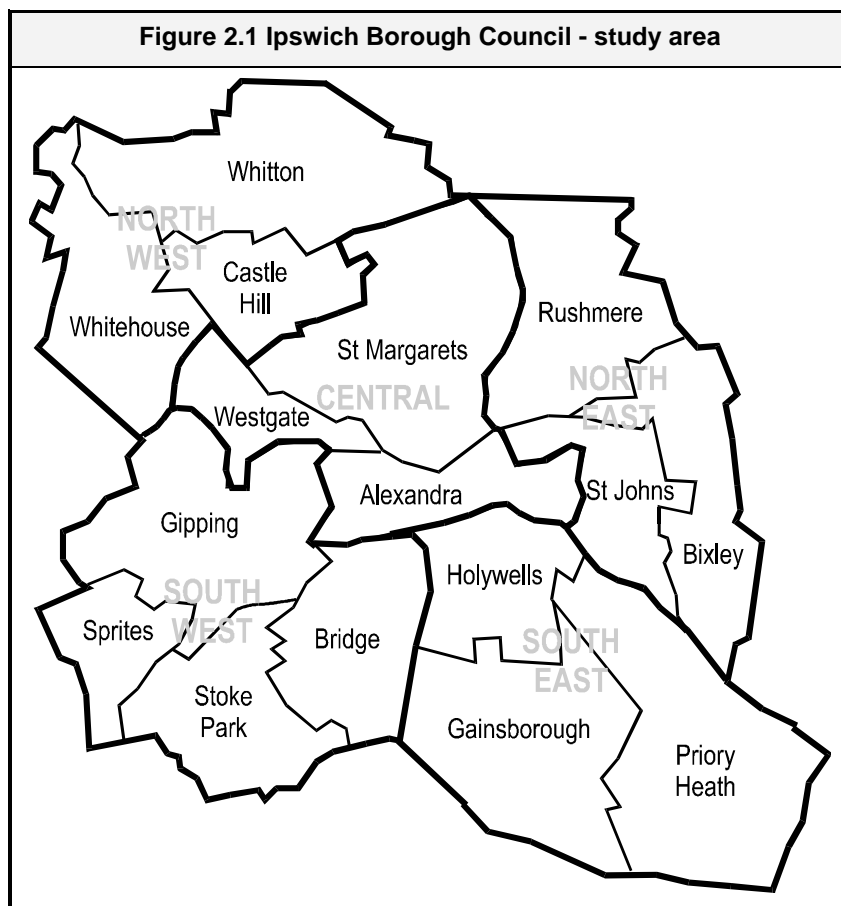 Figure 2.1 Ipswich Borough Council - study area
Whitton
NORTH
WEST
Castle
Hill
Whitehouse
Rushmere
St Margarets
NORTH
EAST
CENTRAL
Westgate
Alexandra
St Johns
Gipping
Bixley
Holywells
SOUTH
WEST
Sprites
Bridge
SOUTH
EAST
Stoke
Park
Gainsborough
Priory
Heath